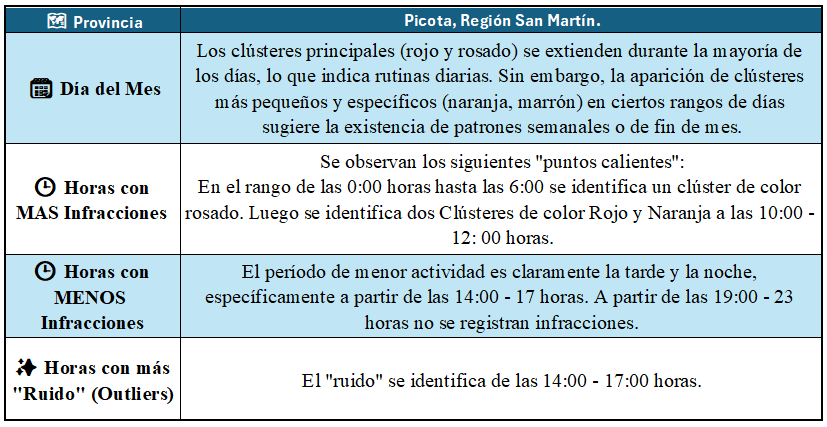 Provincia
Picota, Región San Martín.
Día del Mes
Los clústeres principales (rojo y rosado) se extienden durante la mayoría de
los días, lo que indica rutinas diarias. Sin embargo, la aparición de clústeres
más pequeños y específicos (naranja, marrón) en ciertos rangos de días
sugiere la existencia de patrones semanales o de fin de mes.
Horas con
MAS Infracciones
Se observan los siguientes "puntos calientes":
En el rango de las 0:00 horas hasta las 6:00 se identifica un clúster de color
rosado. Luego se identifica dos Clústeres de color Rojo y Naranja a las 10:00 -
12: 00 horas.
Horas con
MENOS
Infracciones
El período de menor actividad es claramente la tarde y la noche,
específicamente a partir de las 14:00 - 17 horas. A partir de las 19:00 - 23
horas no se registran infracciones.
Horas con más
"Ruido" (Outliers)
El "ruido" se identifica de las 14:00 - 17:00 horas.